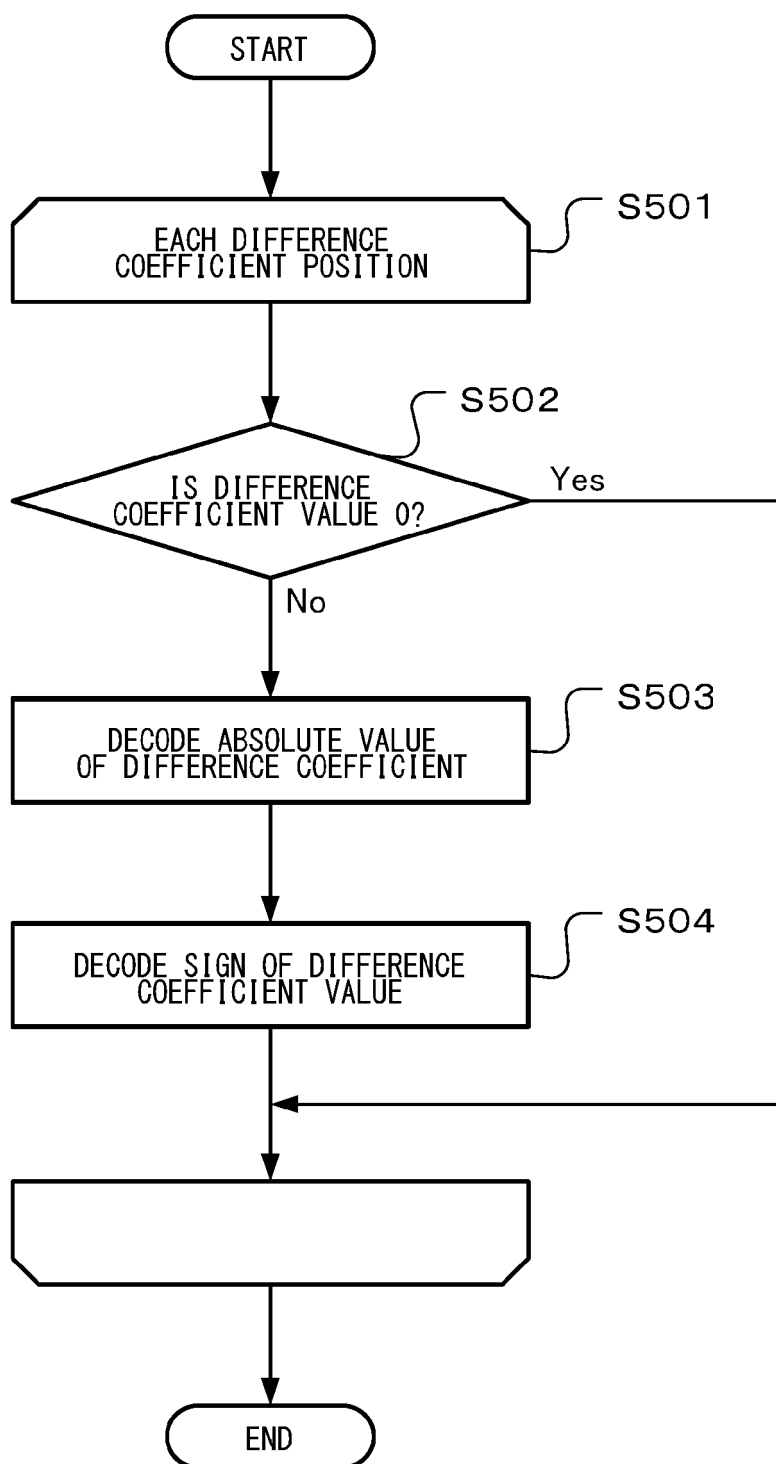 START
S501
EACH DIFFERENCE
COEFFICIENT POSITION
S502
IS DIFFERENCE
COEFFICIENT VALUE 0?
Yes
No
S503
DECODE ABSOLUTE VALUE
OF DIFFERENCE COEFFICIENT
S504
DECODE SIGN OF DIFFERENCE
COEFFICIENT VALUE
END